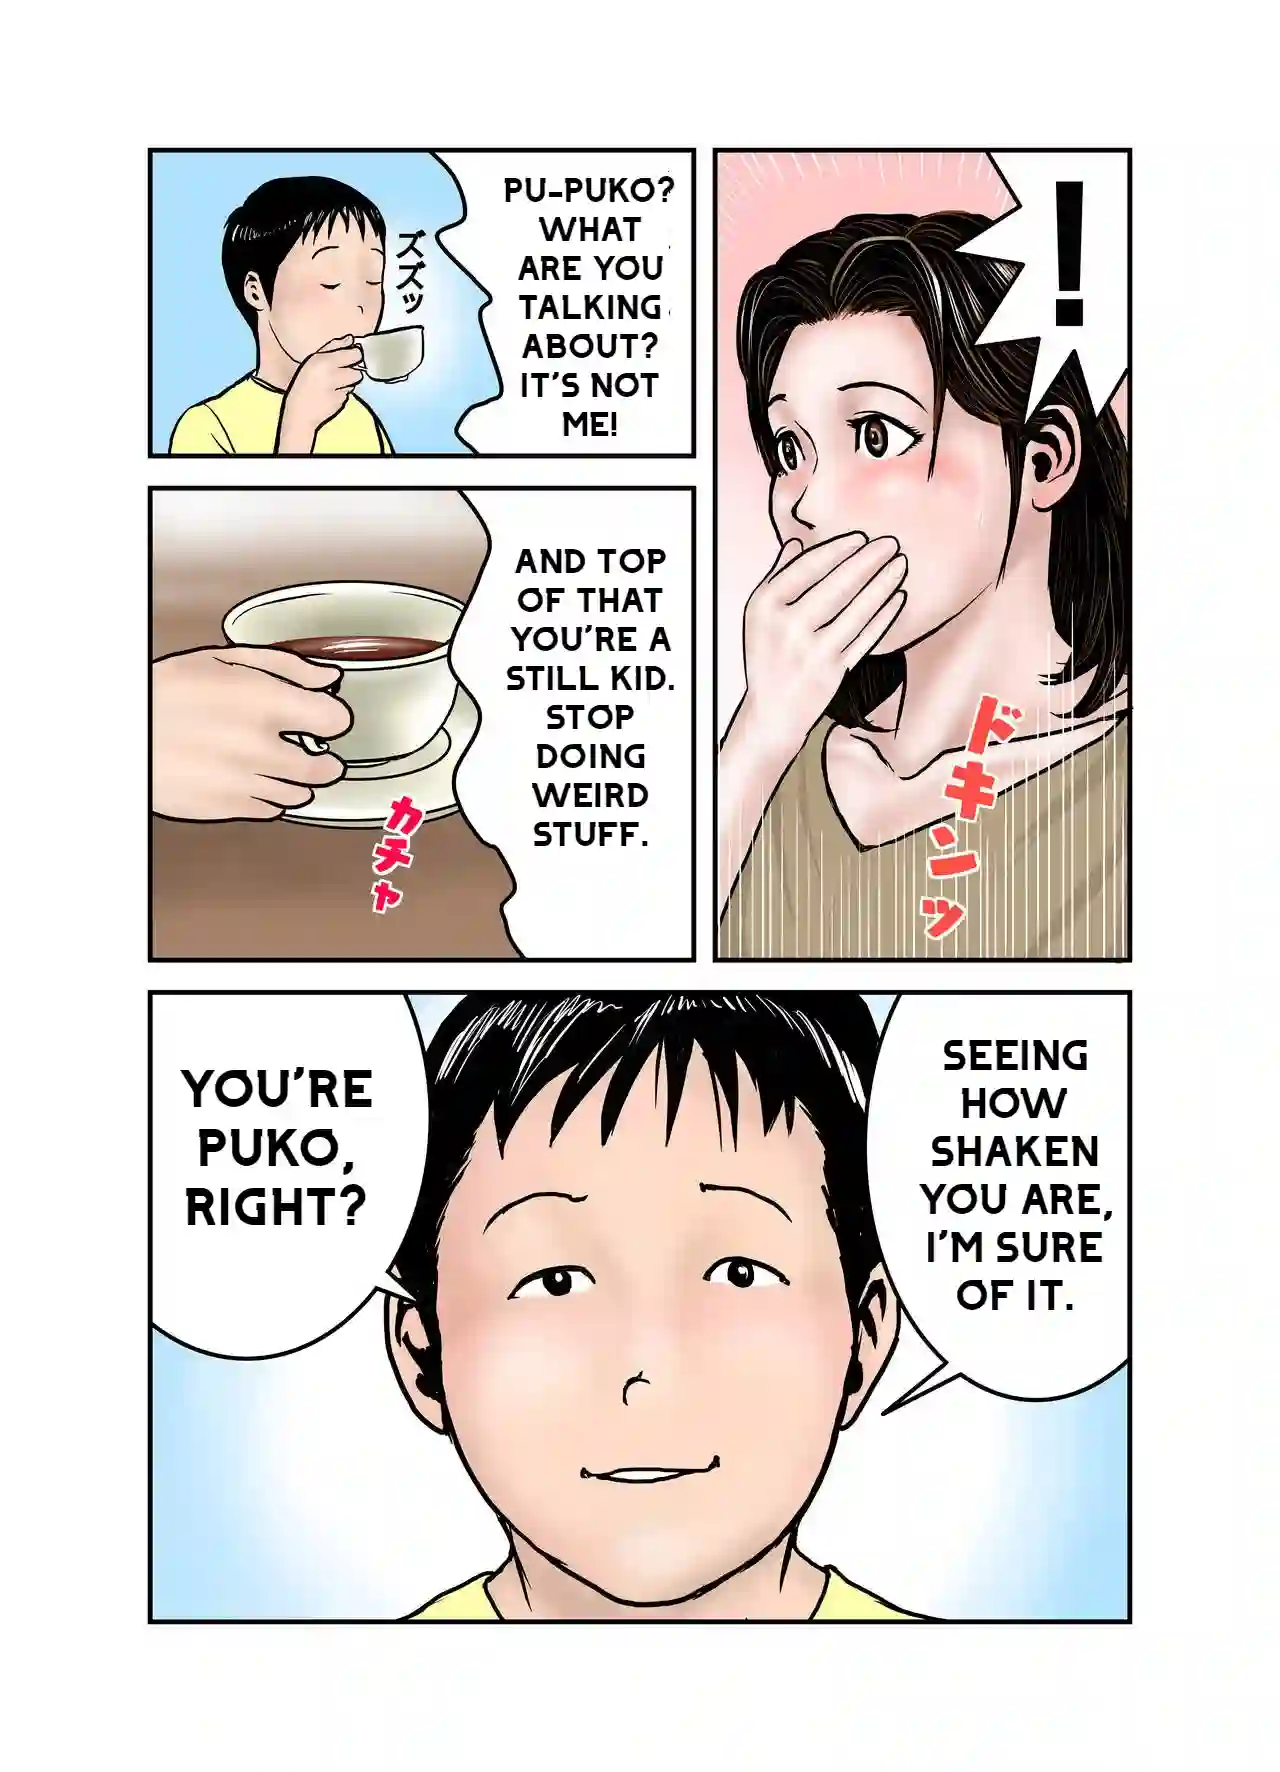 !
ドキンッ
PU-PUKO?
WHAT
ARE YOU
TALKING
ABOUT?
IT'S NOT
ME!
ズズッ
AND TOP
OF THAT
YOU'RE A
STILL KID.
STOP
DOING
WEIRD
STUFF.
カチャ
SEEING
HOW
SHAKEN
YOU ARE,
I'M SURE
OF IT.
YOU'RE
PUKO,
RIGHT?